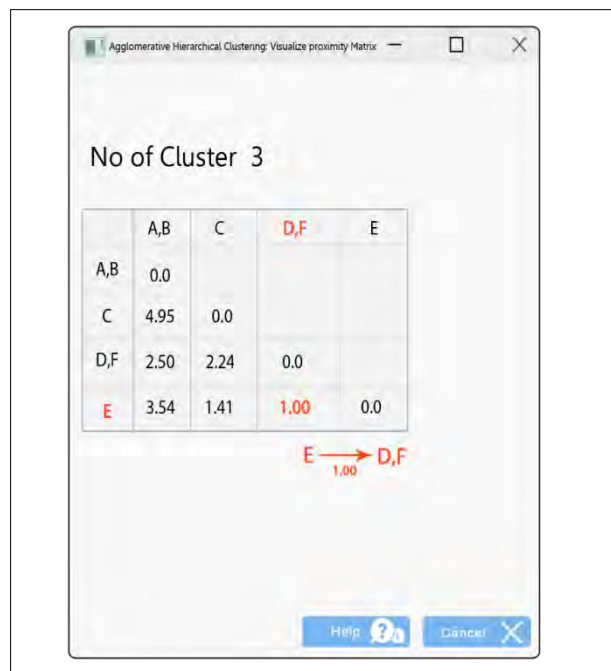 Agglomerative Hierarchical Clustering: Visualize proximity Matrix
No of Cluster 3
A,B C D,F E
A,B 0.0
C 4.95 0.0
D,F 2.50 2.24 0.0
E 3.54 1.41 1.00 0.0
E → D,F
1.00
Help ?
Cancel